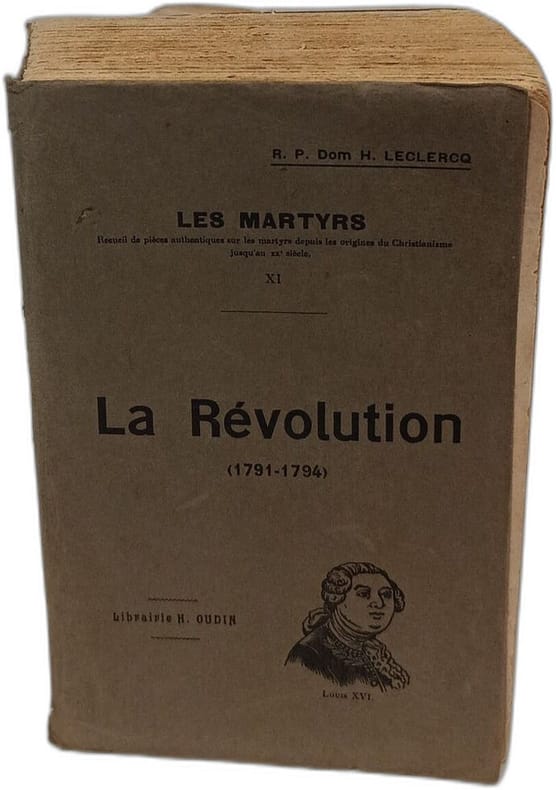 R. P. Dom H. LECLERCQ
LES MARTYRS
Recueil de pièces authentiques sur les martyrs depuis les origines du Christianisme
jusqu'au XXe siècle.
XI
La Révolution
(1791-1794)
Librairie H. OUDIN
Louis XVI.